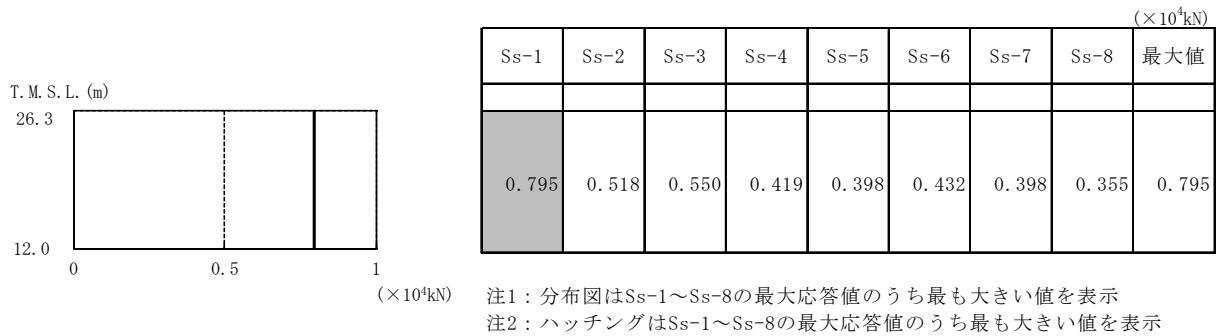 T.M.S.L.(m)
26.3
12.0
0 0.5 1
(×10⁴kN)
(×10⁴kN)
Ss-1 Ss-2 Ss-3 Ss-4 Ss-5 Ss-6 Ss-7 Ss-8 最大値
0.795 0.518 0.550 0.419 0.398 0.432 0.398 0.355 0.795
注1：分布図はSs-1～Ss-8の最大応答値のうち最も大きい値を表示
注2：ハッチングはSs-1～Ss-8の最大応答値のうち最も大きい値を表示